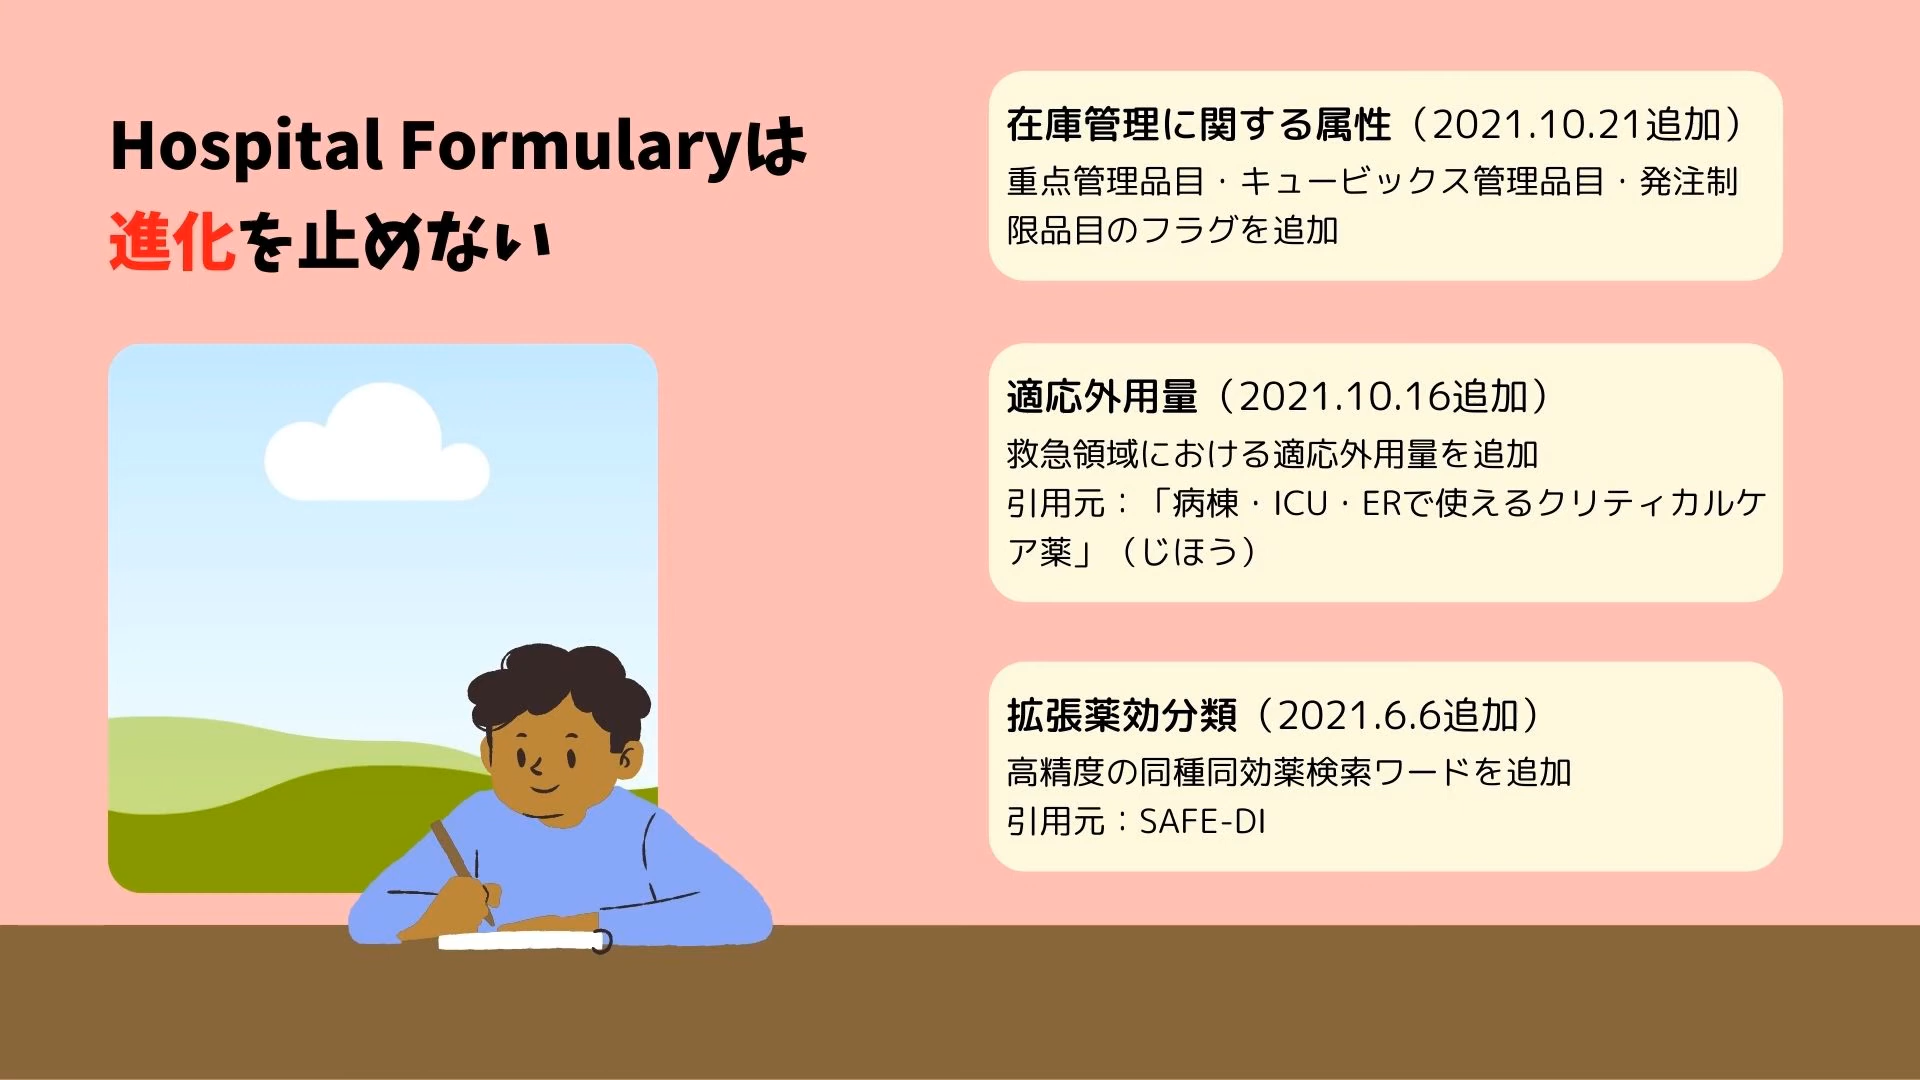 Hospital Formularyは
進化を止めない
在庫管理に関する属性（2021.10.21追加）
重点管理品目・キュービックス管理品目・発注制
限品目のフラグを追加
適応外用量（2021.10.16追加）
救急領域における適応外用量を追加
引用元：「病棟・ICU・ERで使えるクリティカルケ
ア薬」（じほう）
拡張薬効分類（2021.6.6追加）
高精度の同種同効薬検索ワードを追加
引用元：SAFE-DI